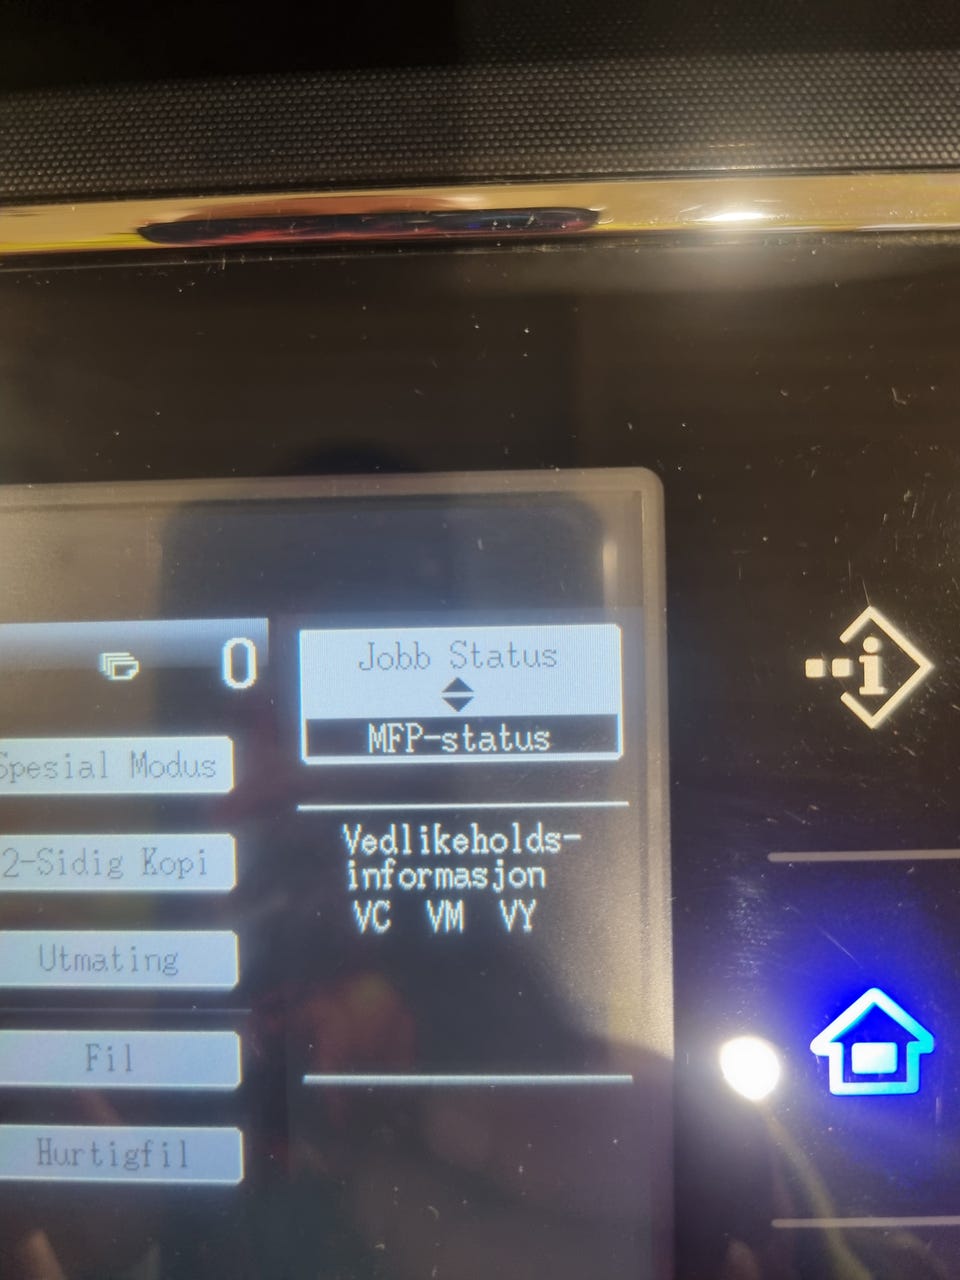 0
Jobb Status
MFP-status
Spesial Modus
2-Sidig Kopi
Utmating
Fil
Hurtigfil
Vedlikeholds-
informasjon
VC VM VY